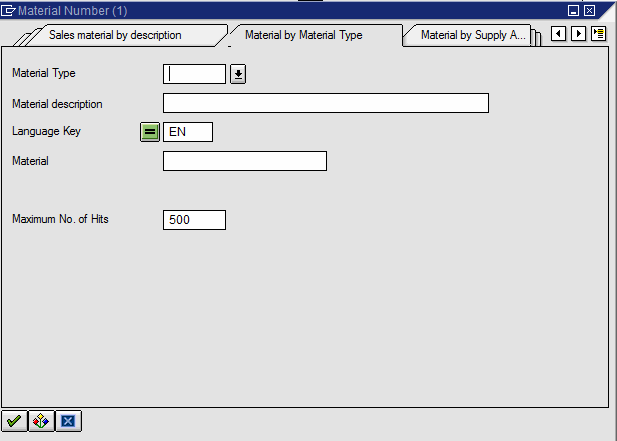 Material Number (1)
Sales material by description
Material by Material Type
Material by Supply A...
Material Type
Material description
Language Key
EN
Material
Maximum No. of Hits
500